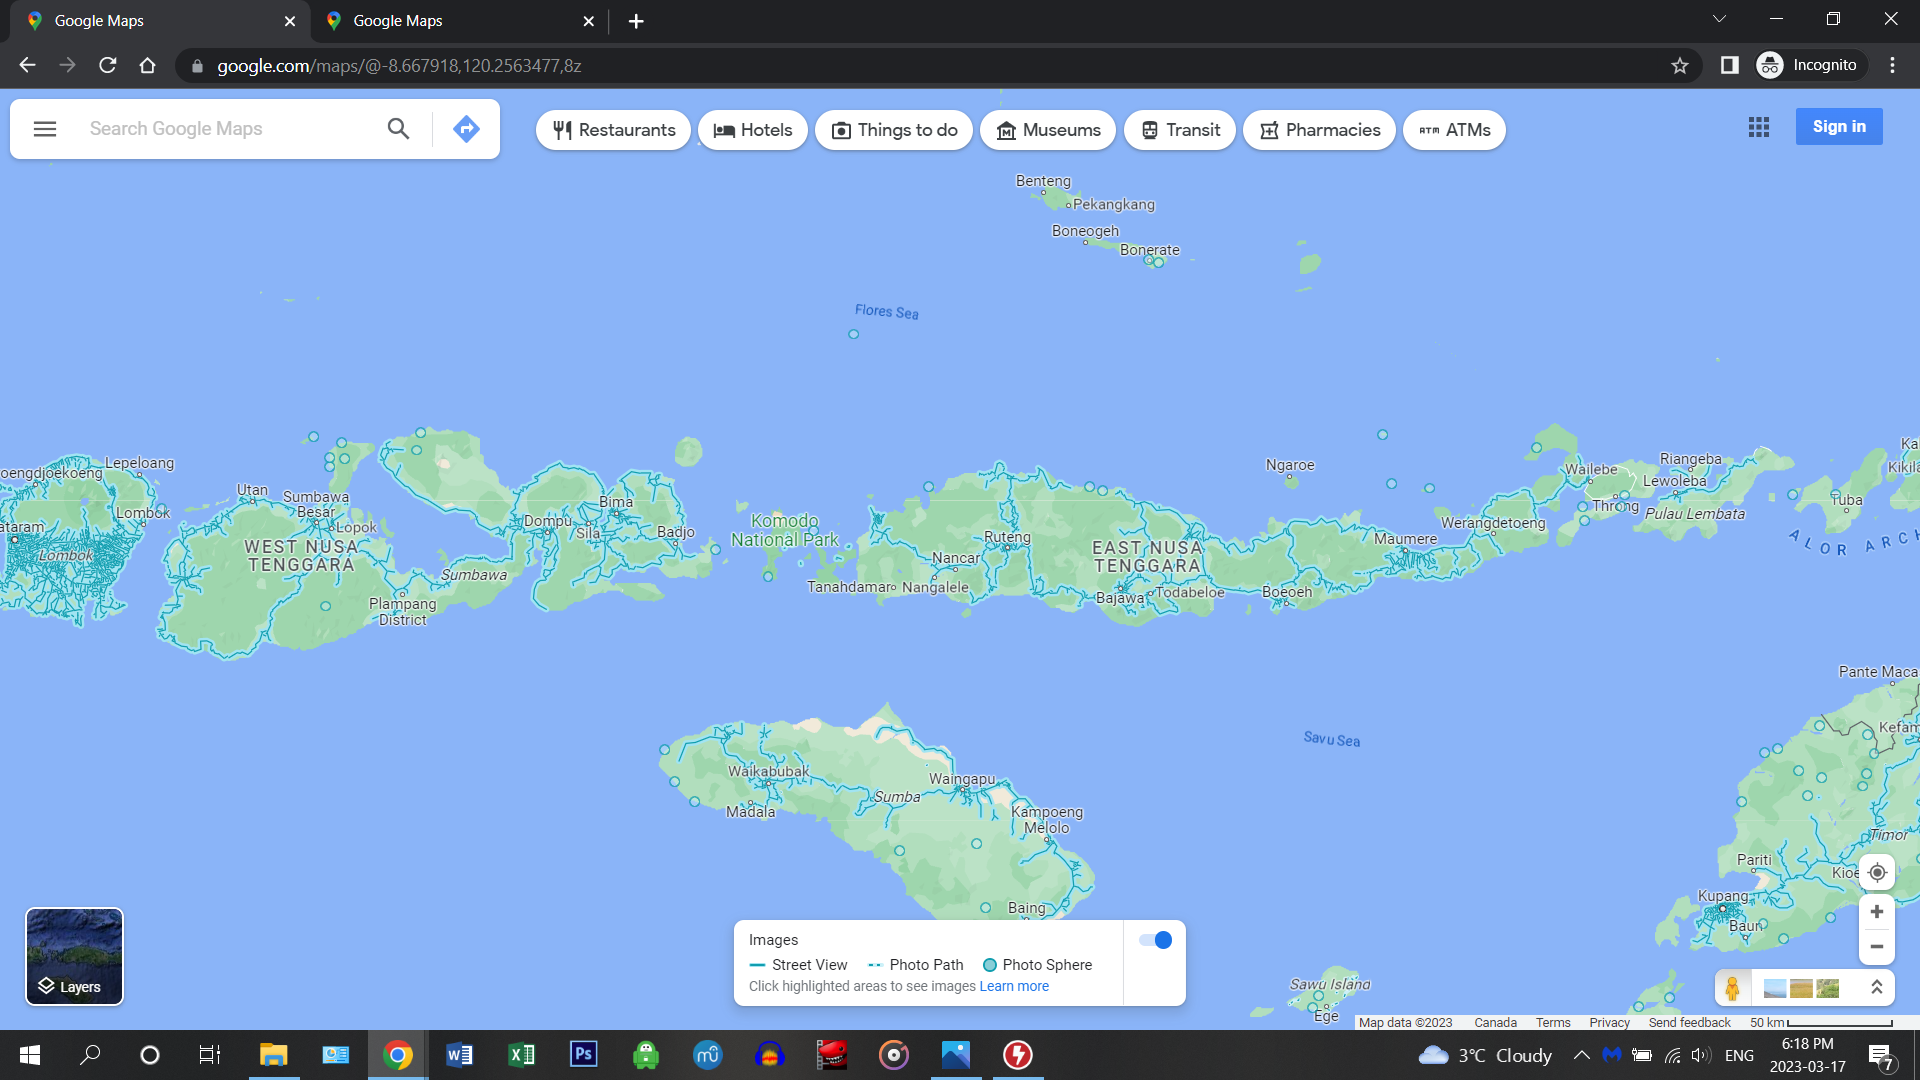 Google Maps
Google Maps
google.com/maps/@-8.667918,120.2563477,8z
Incognito
Search Google Maps
Restaurants
Hotels
Things to do
Museums
Transit
Pharmacies
ATM ATMs
Sign in
Benteng
Pekangkang
Boneogeh
Bonerate
Flores Sea
oengdjoekoeng
Lepeloang
Lombok
ataram
Lombok
Utan
Sumbawa
Besar
Lopok
WEST NUSA
TENGGARA
Sumbawa
Plampang
District
Dompu
Sila
Bima
Badjo
Komodo
National Park
Tanahdamar
Nangalele
Nancar
Ruteng
EAST NUSA
TENGGARA
Bajawa
Todabeloe
Boeoeh
Ngaroe
Maumere
Werangdetoeng
Wailebe
Throng
Riangeba
Lewoleba
Pulau Lembata
Tuba
Ka
Kikila
ALOR ARCH
Pante Maca
Kefam
Savu Sea
Waikabubak
Madala
Sumba
Waingapu
Kampoeng
Melolo
Baing
Timor
Pariti
Kioe
Kupang
Baun
Sawu Island
Ege
Layers
Images
Street View
Photo Path
Photo Sphere
Click highlighted areas to see images Learn more
Map data ©2023
Canada
Terms
Privacy
Send feedback
50 km
W
X
Ps
mu
3°C Cloudy
ENG
6:18 PM
2023-03-17
7